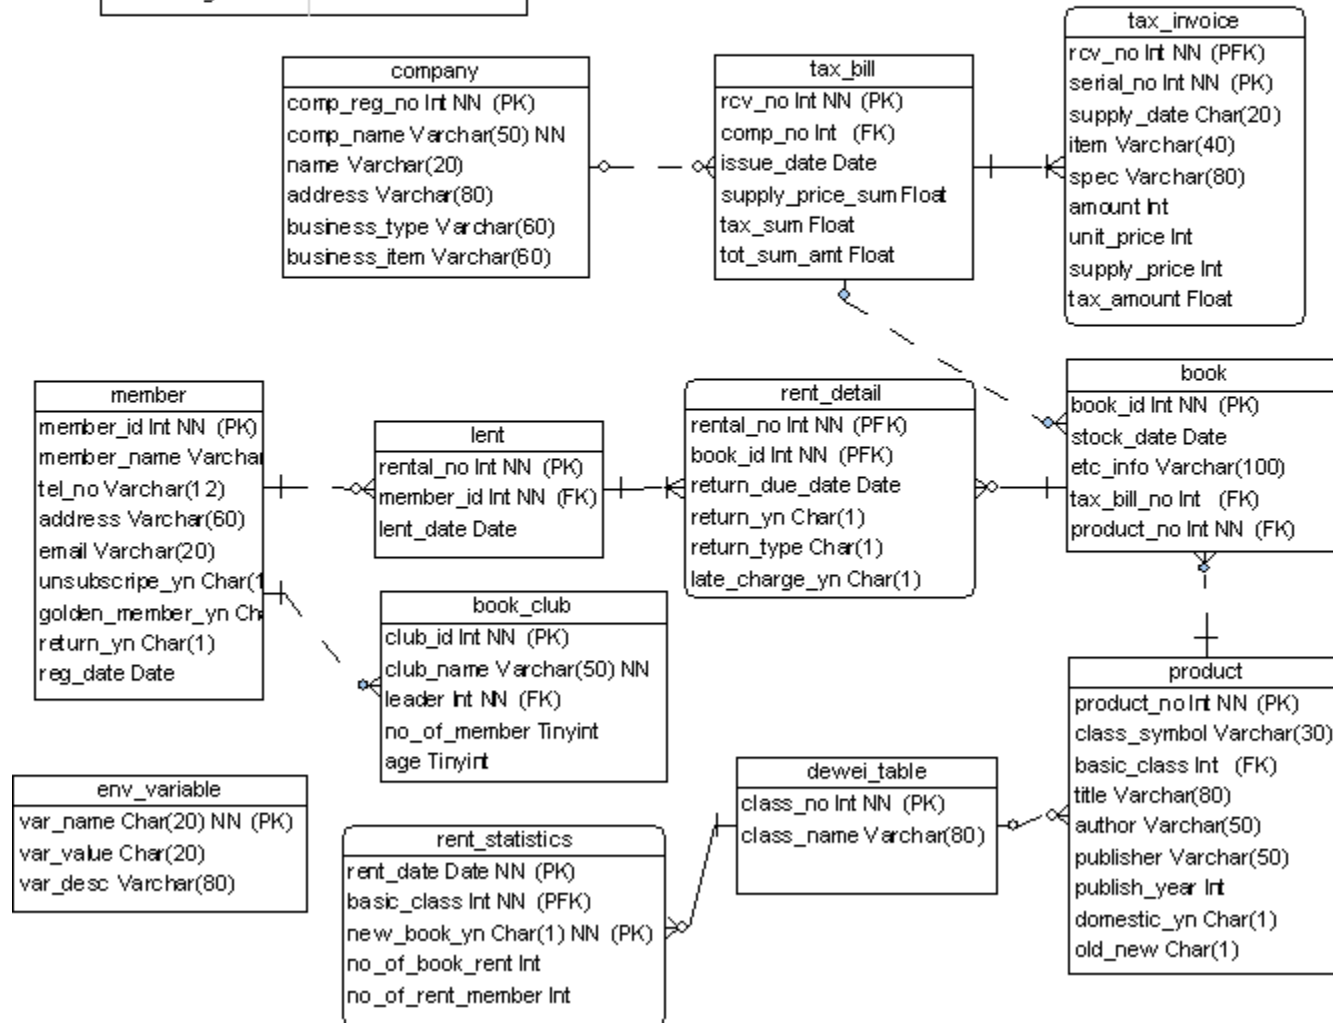 company
comp_reg_no Int NN (PK)
comp_name Varchar(50) NN
name Varchar(20)
address Varchar(80)
business_type Varchar(60)
business_item Varchar(60)
tax_bill
rcv_no Int NN (PK)
comp_no Int (FK)
issue_date Date
supply_price_sum Float
tax_sum Float
tot_sum_amt Float
tax_invoice
rcv_no Int NN (PFK)
serial_no Int NN (PK)
supply_date Char(20)
item Varchar(40)
spec Varchar(80)
amount Int
unit_price Int
supply_price Int
tax_amount Float
member
member_id Int NN (PK)
member_name Varchar
tel_no Varchar(12)
address Varchar(60)
email Varchar(20)
unsubscripe_yn Char(1
golden_member_yn Ch
return_yn Char(1)
reg_date Date
lent
rental_no Int NN (PK)
member_id Int NN (FK)
lent_date Date
rent_detail
rental_no Int NN (PFK)
book_id Int NN (PFK)
return_due_date Date
return_yn Char(1)
return_type Char(1)
late_charge_yn Char(1)
book
book_id Int NN (PK)
stock_date Date
etc_info Varchar(100)
tax_bill_no Int (FK)
product_no Int NN (FK)
book_club
club_id Int NN (PK)
club_name Varchar(50) NN
leader Int NN (FK)
no_of_member Tinyint
age Tinyint
product
product_no Int NN (PK)
class_symbol Varchar(30)
basic_class Int (FK)
title Varchar(80)
author Varchar(50)
publisher Varchar(50)
publish_year Int
domestic_yn Char(1)
old_new Char(1)
env_variable
var_name Char(20) NN (PK)
var_value Char(20)
var_desc Varchar(80)
rent_statistics
rent_date Date NN (PK)
basic_class Int NN (PFK)
new_book_yn Char(1) NN (PK)
no_of_book_rent Int
no_of_rent_member Int
dewei_table
class_no Int NN (PK)
class_name Varchar(80)